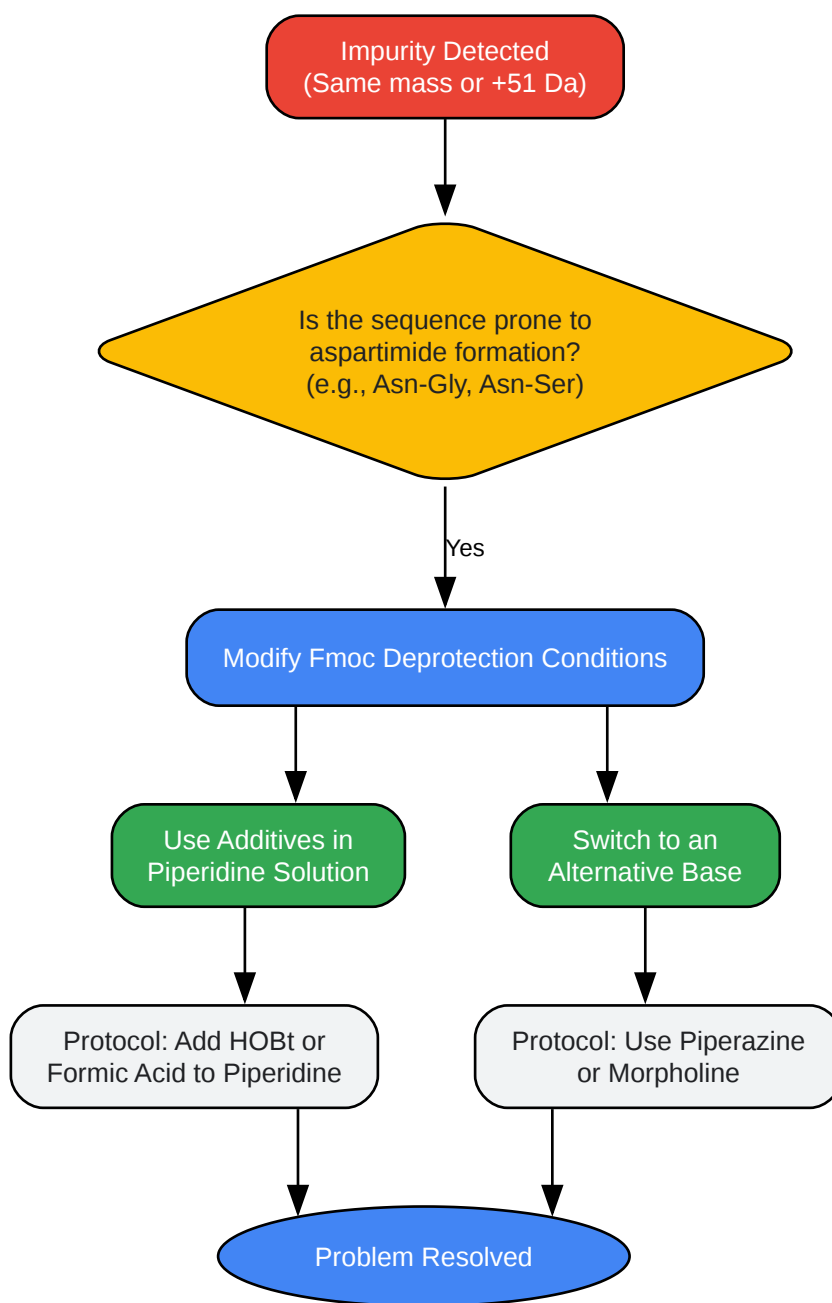 Impurity Detected
(Same mass or +51 Da)
Is the sequence prone to
aspartimide formation?
(e.g., Asn-Gly, Asn-Ser)
Yes
Modify Fmoc Deprotection Conditions
Use Additives in
Piperidine Solution
Switch to an
Alternative Base
Protocol: Add HOBt or
Formic Acid to Piperidine
Protocol: Use Piperazine
or Morpholine
Problem Resolved